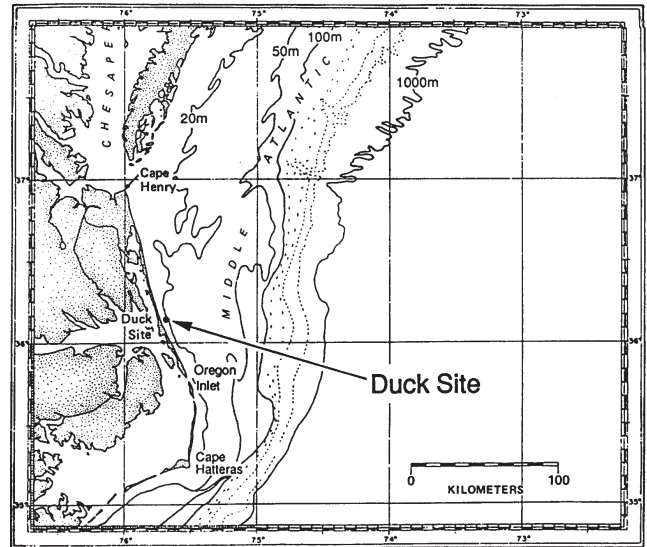 76°
75°
74°
73°
CHESAPE
20m
50m
100m
1000m
ATLANTIC
MIDDLE
37°
37°
Cape
Henry
Duck
Site
36°
36°
Oregon
Inlet
Duck Site
Cape
Hatteras
0
100
KILOMETERS
35°
35°
76°
75°
74°
73°